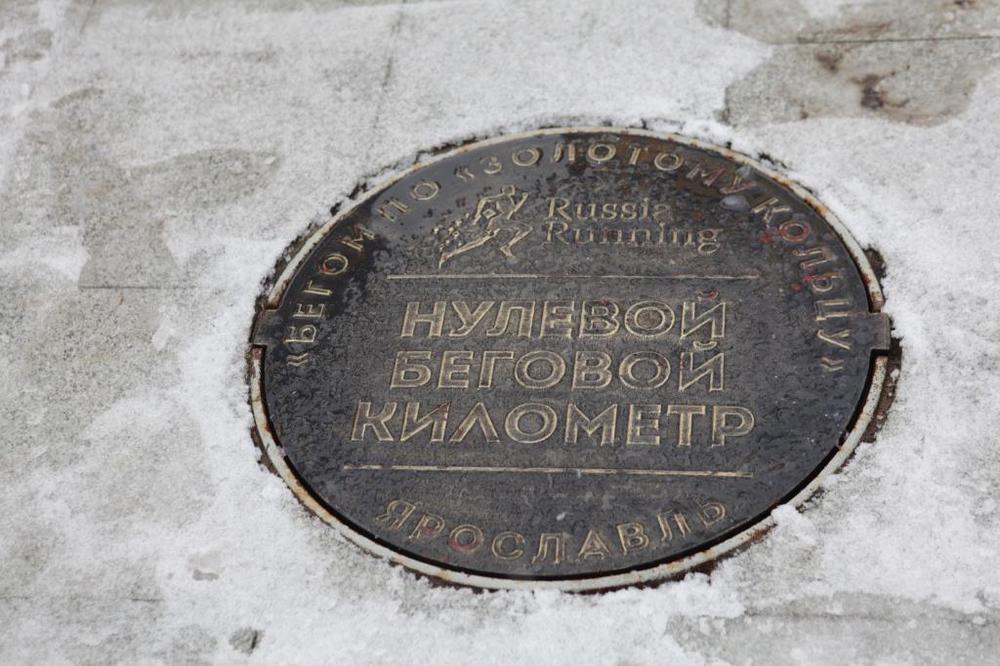 «БЕГОМ ПО «ЗОЛОТОМУ КОЛЬЦУ»
Russia
Running
НУЛЕВОЙ
БЕГОВОЙ
КИЛОМЕТР
ЯРОСЛАВЛЬ